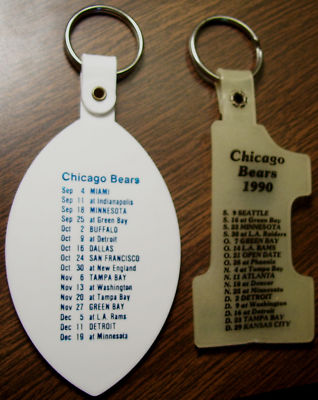 Chicago Bears
Sep 4 MIAMI
Sep 11 at Indianapolis
Sep 18 MINNESOTA
Sep 25 at Green Bay
Oct 2 BUFFALO
Oct 9 at Detroit
Oct 16 DALLAS
Oct 24 SAN FRANCISCO
Oct 30 at New England
Nov 6 TAMPA BAY
Nov 13 at Washington
Nov 20 at Tampa Bay
Nov 27 GREEN BAY
Dec 5 at L.A. Rams
Dec 11 DETROIT
Dec 19 at Minnesota
Chicago
Bears
1990
S. 9 SEATTLE
S. 16 at Green Bay
S. 23 MINNESOTA
S. 30 at L.A. Raiders
O. 7 GREEN BAY
O. 14 L.A. RAMS
O. 21 OPEN DATE
O. 28 at Phoenix
N. 4 at Tampa Bay
N. 11 ATLANTA
N. 18 at Denver
N. 25 at Minnesota
D. 2 DETROIT
D. 9 at Washington
D. 16 at Detroit
D. 23 TAMPA BAY
D. 29 KANSAS CITY